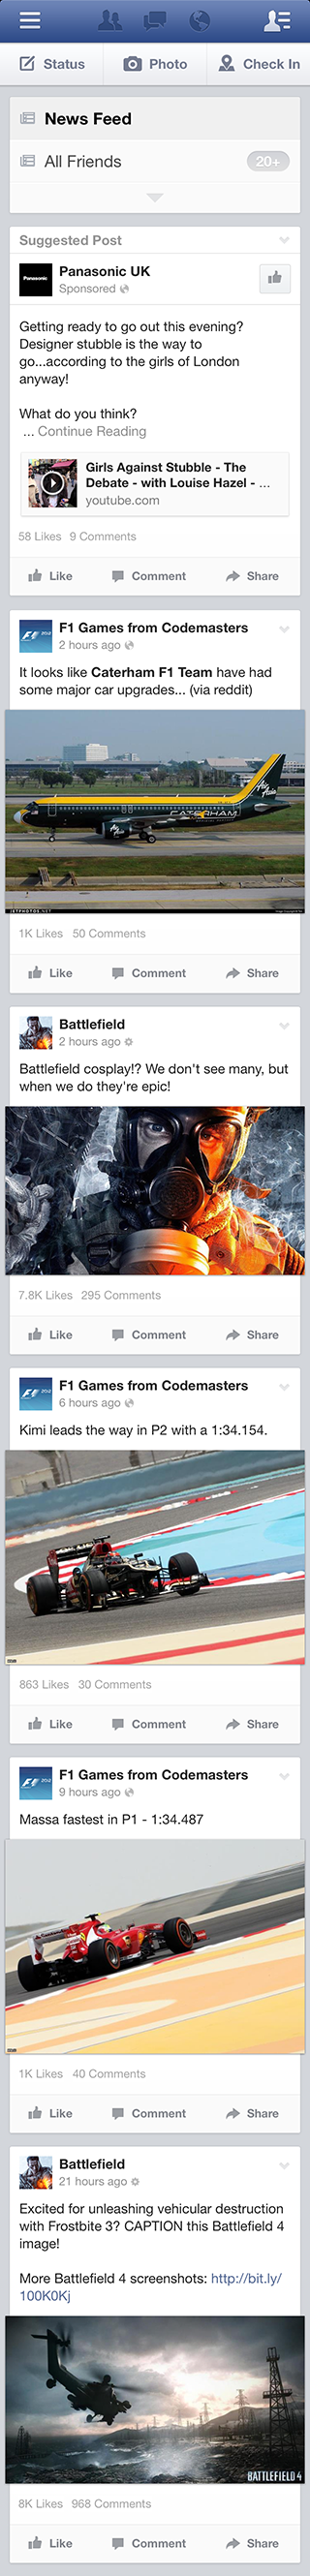 Status Photo Check In
News Feed
All Friends 20+
Suggested Post
Panasonic
Panasonic UK
Sponsored
Getting ready to go out this evening?
Designer stubble is the way to
go...according to the girls of London
anyway!
What do you think?
... Continue Reading
Girls Against Stubble - The
Debate - with Louise Hazel - ...
youtube.com
58 Likes 9 Comments
Like Comment Share
F1 Games from Codemasters
2 hours ago
It looks like Caterham F1 Team have had
some major car upgrades... (via reddit)
CATERHAM
Air Asia
JETPHOTOS.NET
1K Likes 50 Comments
Like Comment Share
Battlefield
2 hours ago
Battlefield cosplay!? We don't see many, but
when we do they're epic!
7.8K Likes 295 Comments
Like Comment Share
F1 Games from Codemasters
6 hours ago
Kimi leads the way in P2 with a 1:34.154.
863 Likes 30 Comments
Like Comment Share
F1 Games from Codemasters
9 hours ago
Massa fastest in P1 - 1:34.487
1K Likes 40 Comments
Like Comment Share
Battlefield
21 hours ago
Excited for unleashing vehicular destruction
with Frostbite 3? CAPTION this Battlefield 4
image!
More Battlefield 4 screenshots: http://bit.ly/
100K0Kj
BATTLEFIELD 4
8K Likes 968 Comments
Like Comment Share